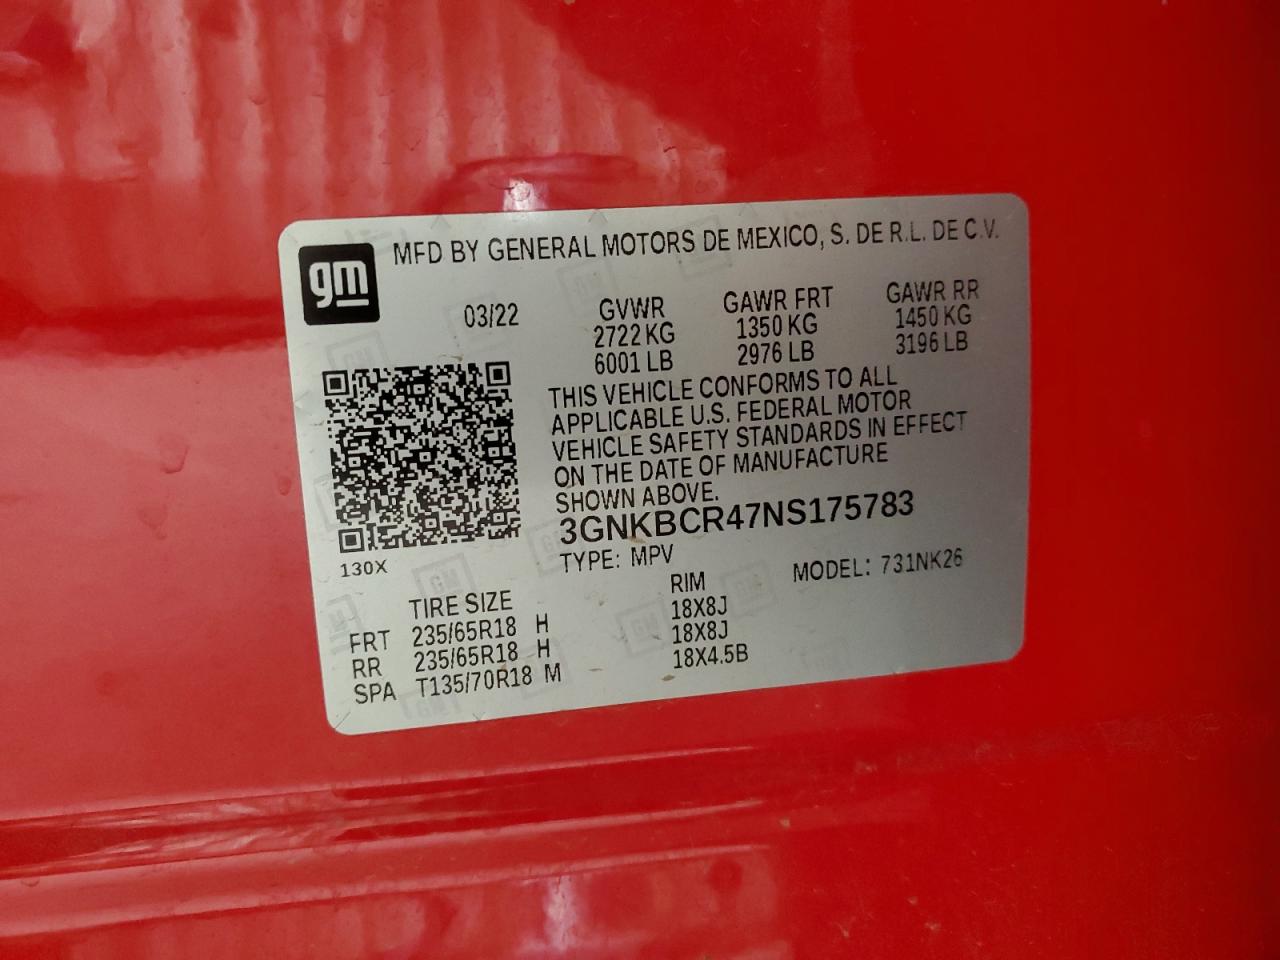 gm
MFD BY GENERAL MOTORS DE MEXICO, S. DE R.L. DE C.V.
03/22 GVWR GAWR FRT GAWR RR
2722 KG 1350 KG 1450 KG
6001 LB 2976 LB 3196 LB
THIS VEHICLE CONFORMS TO ALL
APPLICABLE U.S. FEDERAL MOTOR
VEHICLE SAFETY STANDARDS IN EFFECT
ON THE DATE OF MANUFACTURE
SHOWN ABOVE.
3GNKBCR47NS175783
130X
TYPE: MPV MODEL: 731NK26
TIRE SIZE RIM
FRT 235/65R18 H 18X8J
RR 235/65R18 H 18X8J
SPA T135/70R18 M 18X4.5B